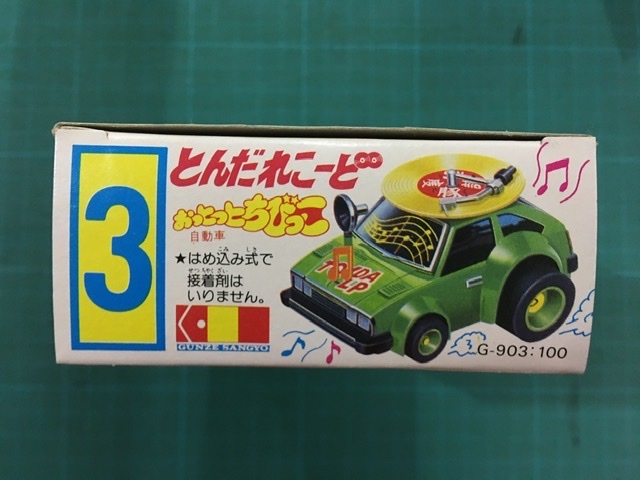 3
とんだれこーど
おっとっとちびっこ
自動車
★はめ込み式で
接着剤は
いりません。
GUNZE SANGYO
TONDA
LP
G-903:100